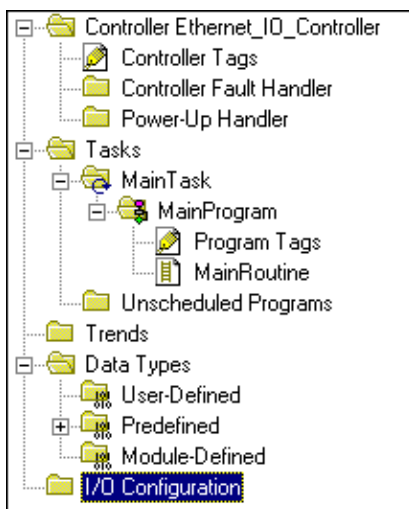 Controller Ethernet_IO_Controller
Controller Tags
Controller Fault Handler
Power-Up Handler
Tasks
MainTask
MainProgram
Program Tags
MainRoutine
Unscheduled Programs
Trends
Data Types
User-Defined
Predefined
Module-Defined
I/O Configuration